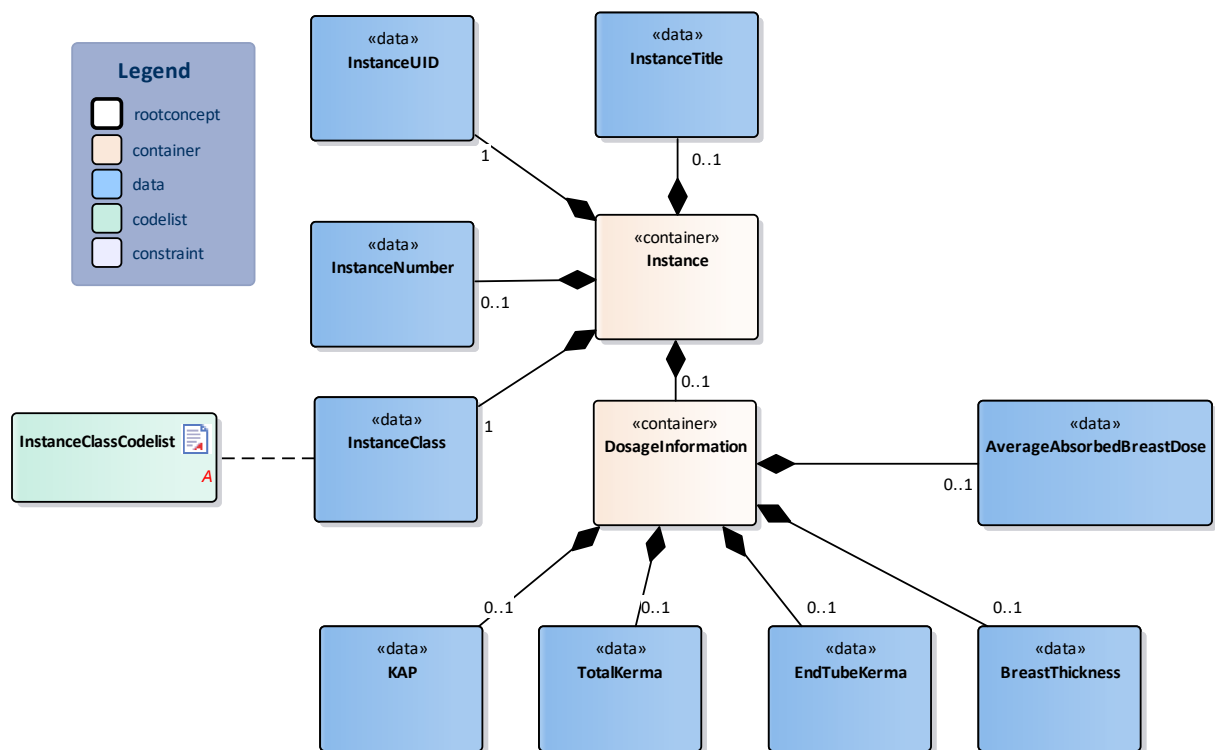 Legend
rootconcept
container
data
codelist
constraint
«data»
InstanceUID
1
«data»
InstanceTitle
0..1
«data»
InstanceNumber
0..1
«container»
Instance
0..1
InstanceClassCodelist
A
«data»
InstanceClass
1
«container»
DosageInformation
«data»
AverageAbsorbedBreastDose
0..1
0..1
0..1
0..1
0..1
«data»
KAP
«data»
TotalKerma
«data»
EndTubeKerma
«data»
BreastThickness